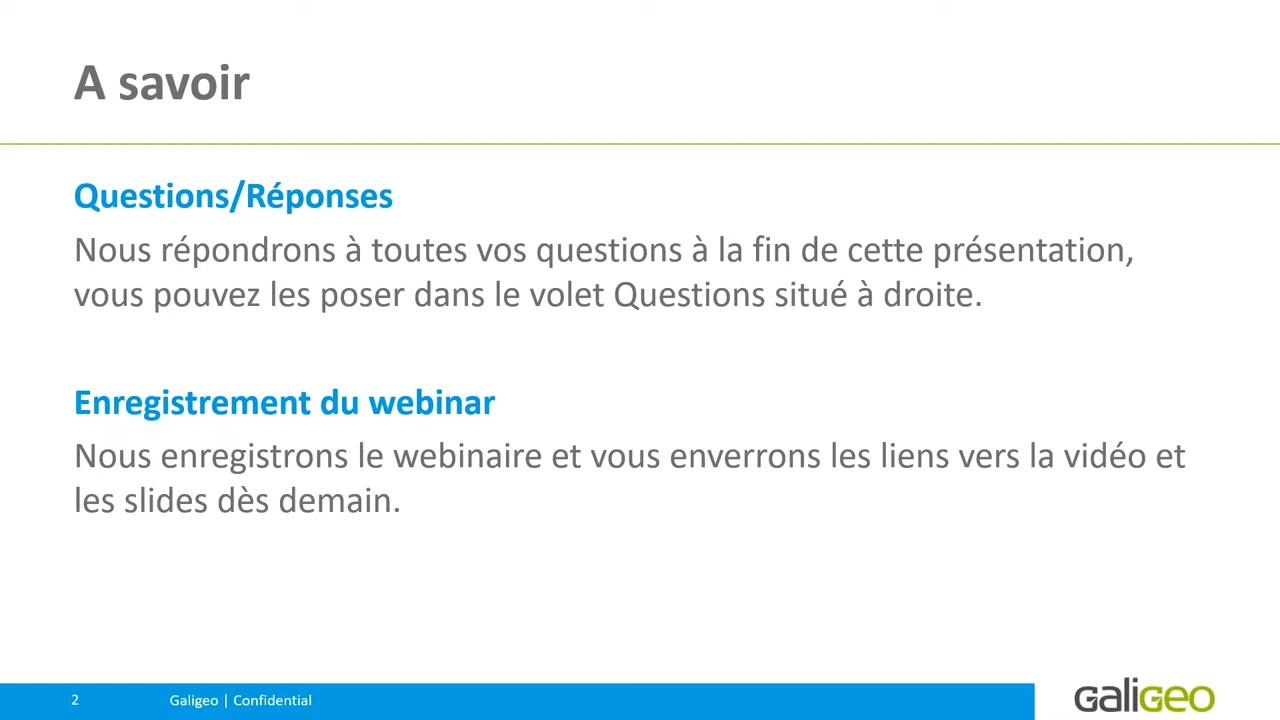 A savoir
Questions/Réponses
Nous répondrons à toutes vos questions à la fin de cette présentation,
vous pouvez les poser dans le volet Questions situé à droite.
Enregistrement du webinar
Nous enregistrons le webinaire et vous enverrons les liens vers la vidéo et
les slides dès demain.
2
Galigeo | Confidential
GaliGEO